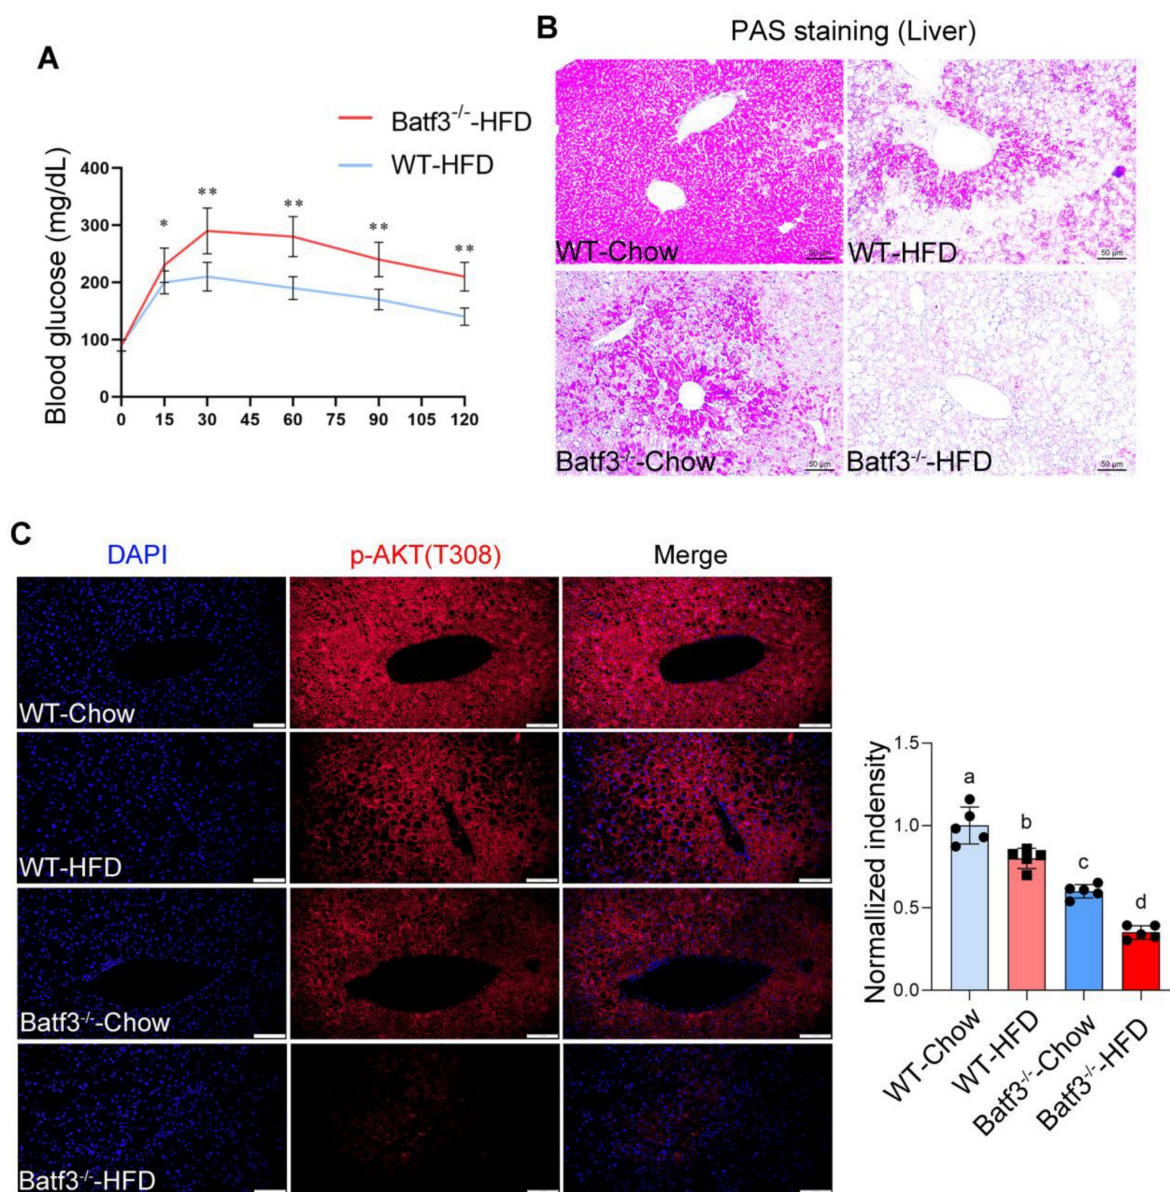 A
Batf3-/--HFD
WT-HFD
Blood glucose (mg/dL)
400
300
200
100
0
* ** ** ** **
0 15 30 45 60 75 90 105 120
B
PAS staining (Liver)
WT-Chow
50 μm
WT-HFD
50 μm
Batf3-/--Chow
50 μm
Batf3-/--HFD
50 μm
C
DAPI
p-AKT(T308)
Merge
WT-Chow
WT-HFD
Batf3-/--Chow
Batf3-/--HFD
Normallized indensity
1.5
1.0
0.5
0.0
a
b
c
d
WT-Chow
WT-HFD
Batf3-/--Chow
Batf3-/--HFD